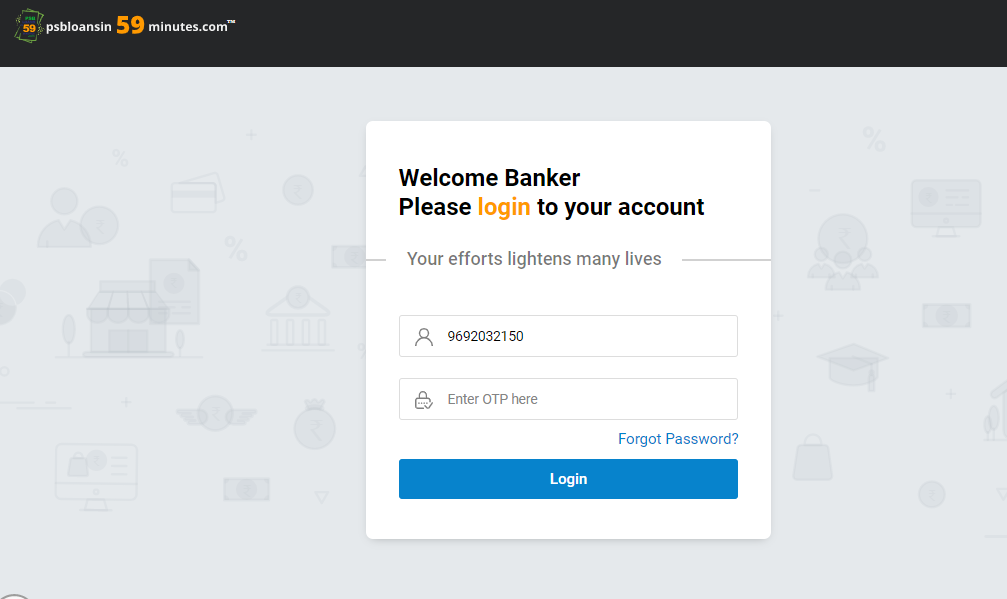 PSB
59
psbloansin 59 minutes.com™
Welcome Banker
Please login to your account
Your efforts lightens many lives
9692032150
Enter OTP here
Forgot Password?
Login